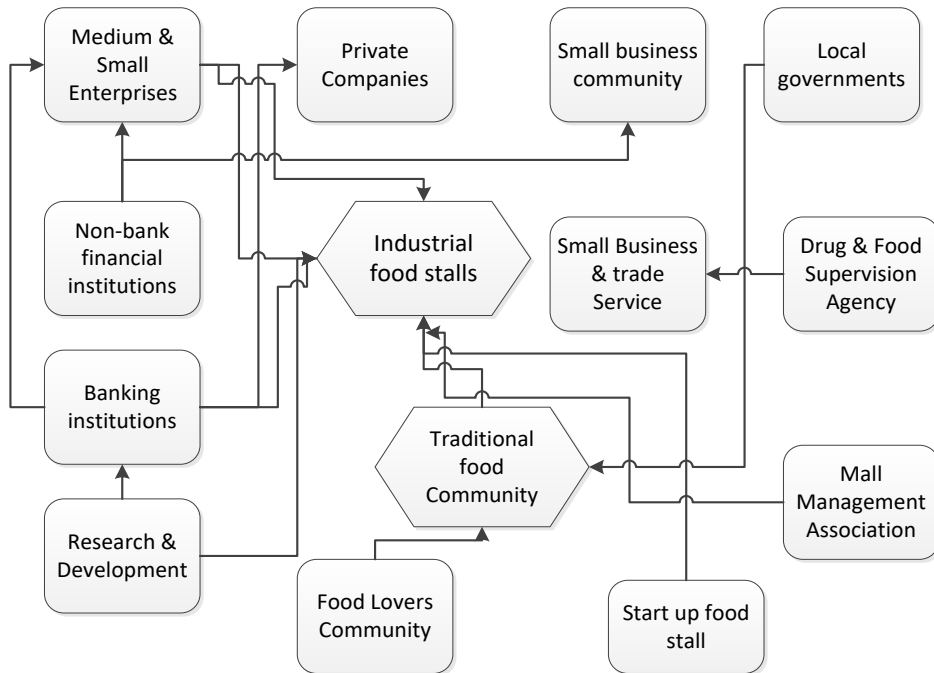 Medium &
Small
Enterprises
Private
Companies
Small business
community
Local
governments
Non-bank
financial
institutions
Industrial
food stalls
Small Business
& trade
Service
Drug & Food
Supervision
Agency
Banking
institutions
Traditional
food
Community
Mall
Management
Association
Research &
Development
Food Lovers
Community
Start up food
stall